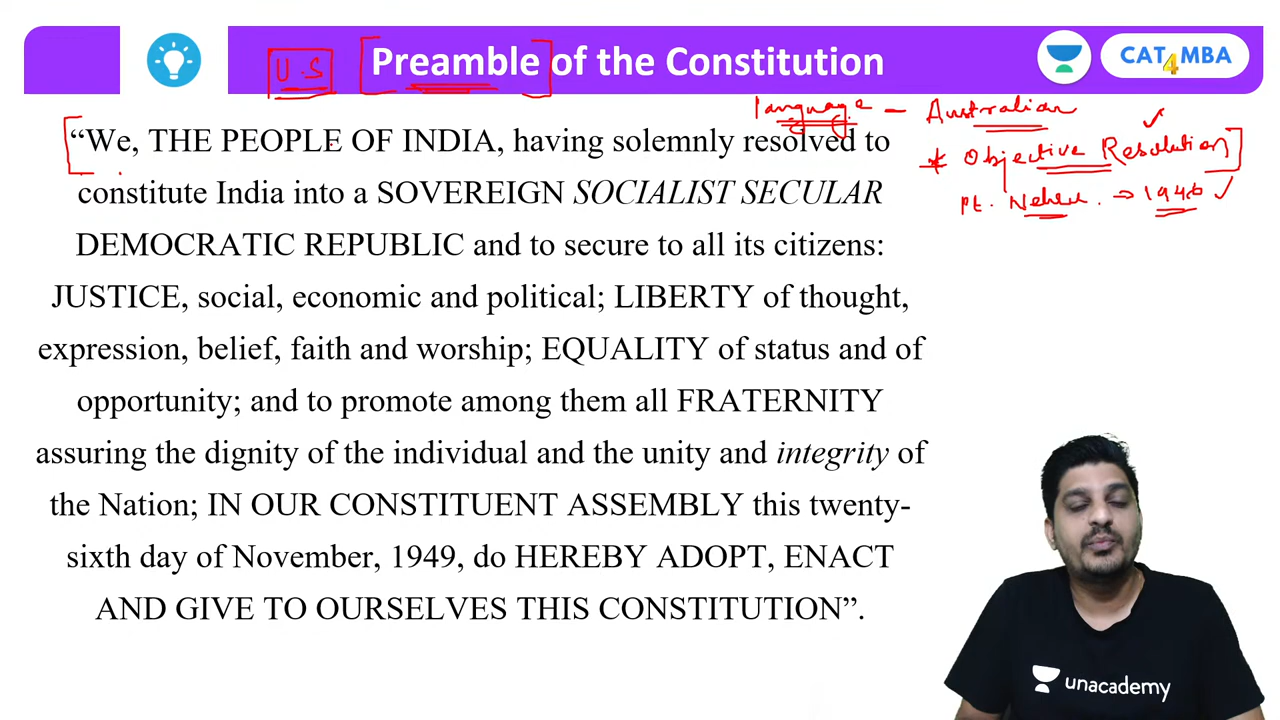 U.S
Preamble of the Constitution
CAT4MBA
language – Australian
* Objective Resolution
Pt. Nehru. → 1946
“We, THE PEOPLE OF INDIA, having solemnly resolved to
constitute India into a SOVEREIGN SOCIALIST SECULAR
DEMOCRATIC REPUBLIC and to secure to all its citizens:
JUSTICE, social, economic and political; LIBERTY of thought,
expression, belief, faith and worship; EQUALITY of status and of
opportunity; and to promote among them all FRATERNITY
assuring the dignity of the individual and the unity and integrity of
the Nation; IN OUR CONSTITUENT ASSEMBLY this twenty-
sixth day of November, 1949, do HEREBY ADOPT, ENACT
AND GIVE TO OURSELVES THIS CONSTITUTION”.
unacademy